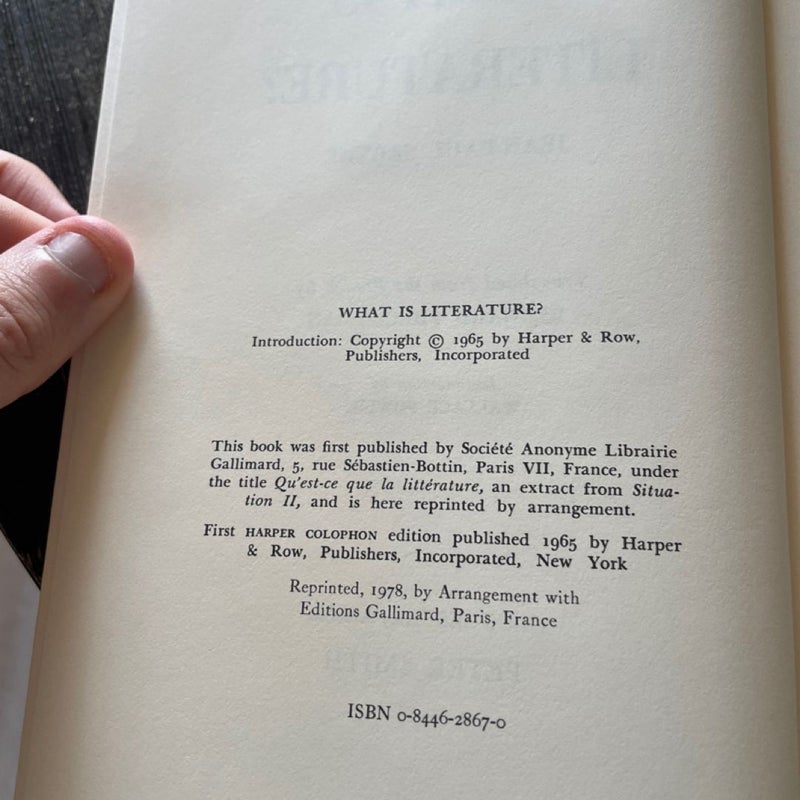 WHAT IS LITERATURE?
Introduction: Copyright © 1965 by Harper & Row,
Publishers, Incorporated
This book was first published by Société Anonyme Librairie
Gallimard, 5, rue Sébastien-Bottin, Paris VII, France, under
the title Qu'est-ce que la littérature, an extract from Situa-
tion II, and is here reprinted by arrangement.
First HARPER COLOPHON edition published 1965 by Harper
& Row, Publishers, Incorporated, New York
Reprinted, 1978, by Arrangement with
Editions Gallimard, Paris, France
ISBN 0-8446-2867-0